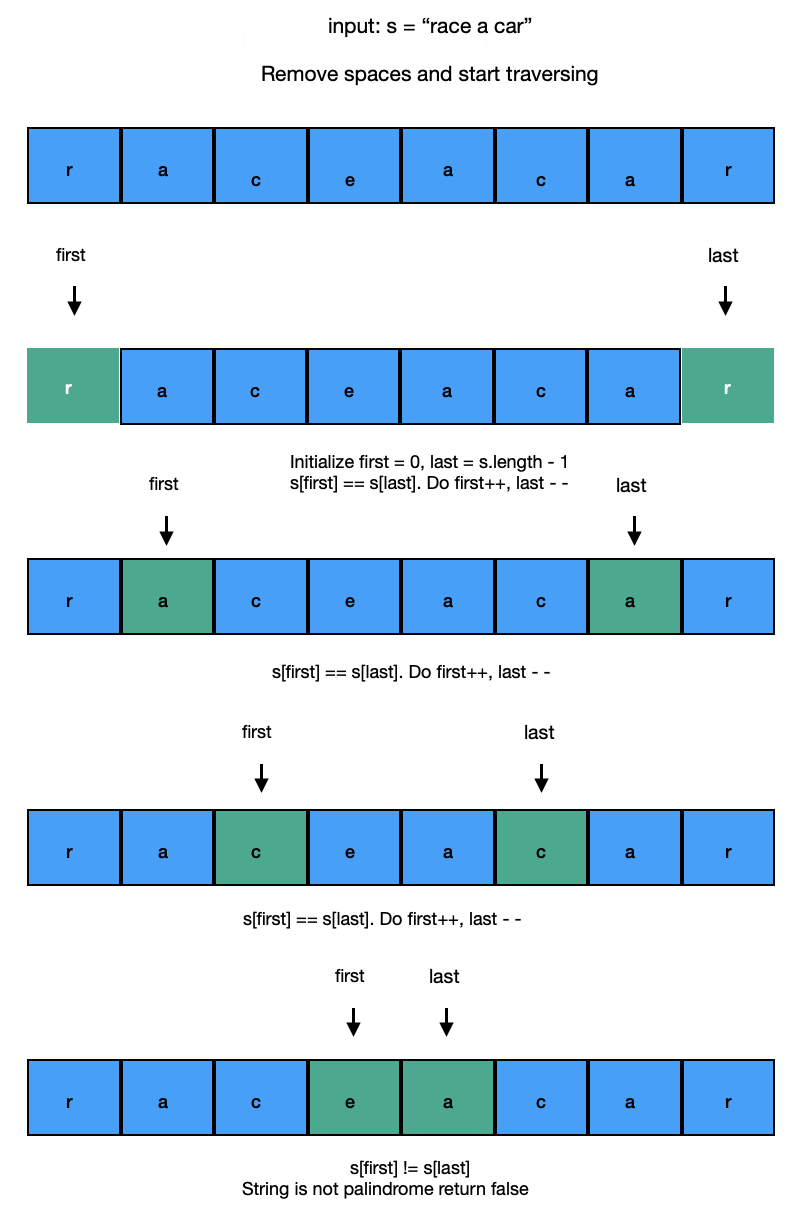 input: s = “race a car”
Remove spaces and start traversing
r a c e a c a r
first last
r a c e a c a r
Initialize first = 0, last = s.length - 1
s[first] == s[last]. Do first++, last - -
first last
r a c e a c a r
s[first] == s[last]. Do first++, last - -
first last
r a c e a c a r
s[first] == s[last]. Do first++, last - -
first last
r a c e a c a r
s[first] != s[last]
String is not palindrome return false